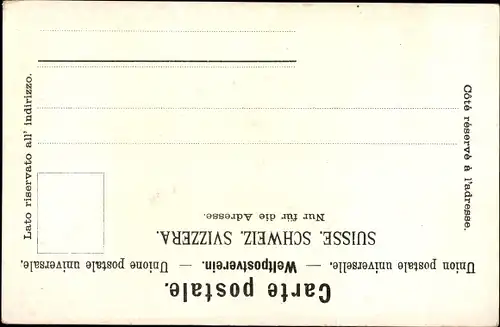 Carte postale.
Union postale universelle. — Weltpostverein. — Unione postale universale.
SUISSE. SCHWEIZ. SVIZZERA.
Nur für die Adresse.
Côté réservé à l'adresse.
Lato riservato all' indirizzo.